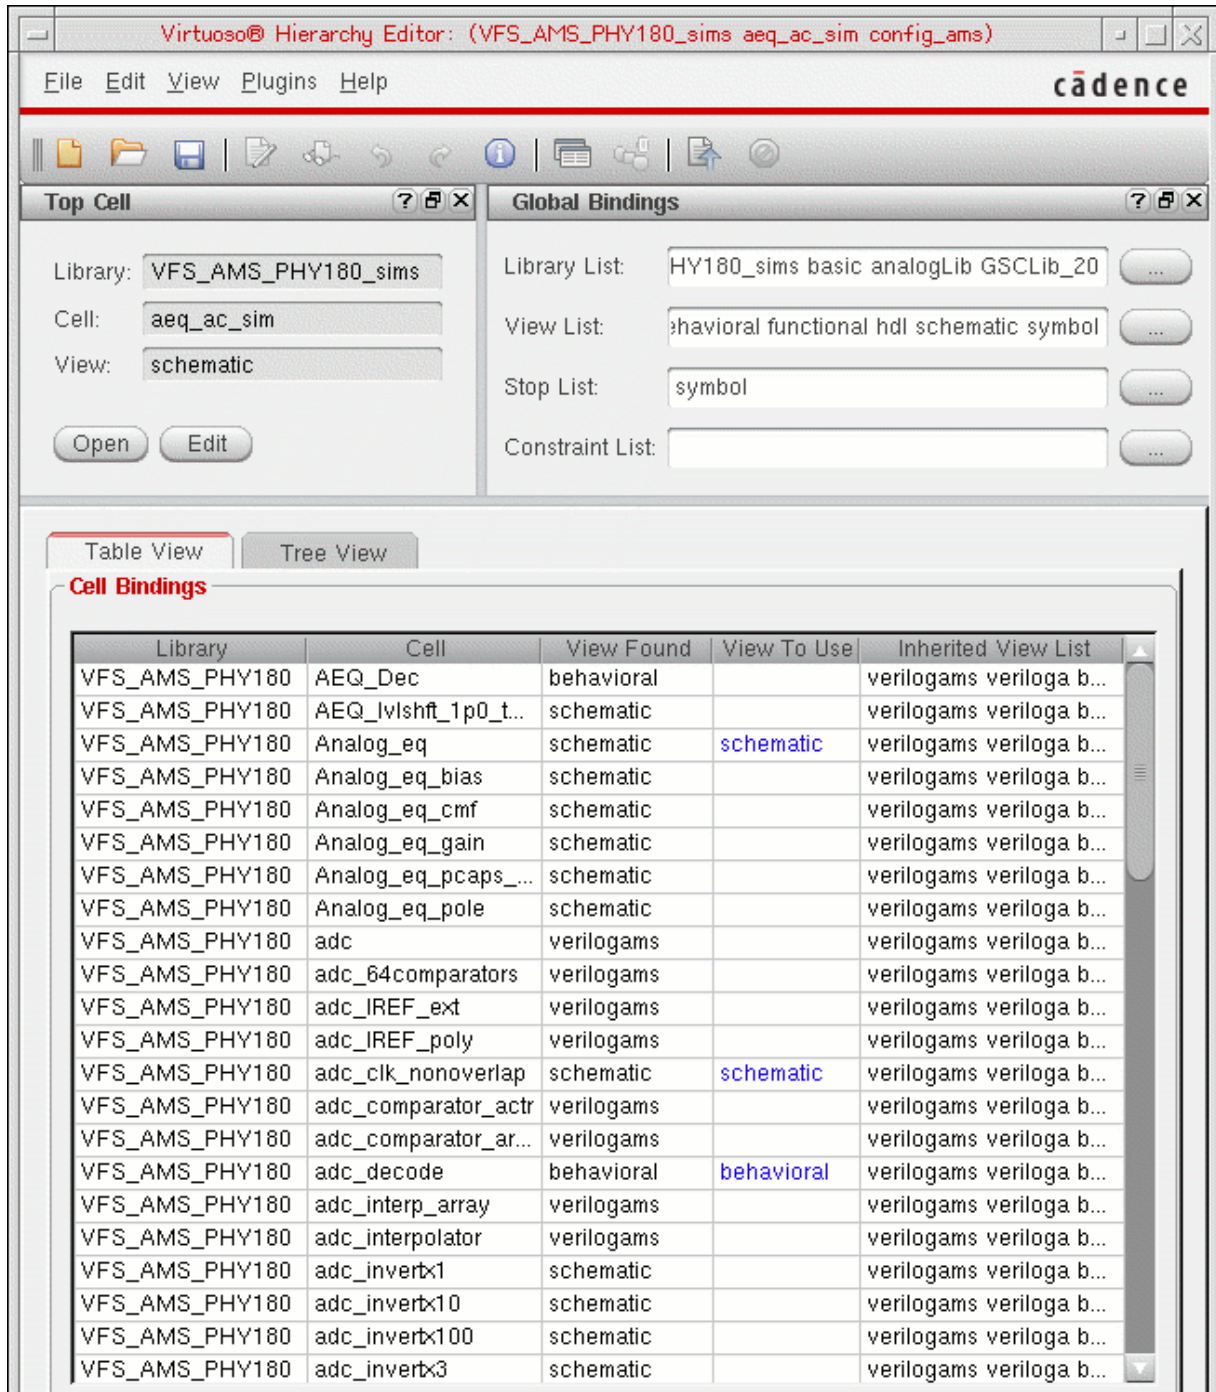 Virtuoso® Hierarchy Editor: (VFS_AMS_PHY180_sims aeq_ac_sim config_ams)
File Edit View Plugins Help cādence
Top Cell
Library: VFS_AMS_PHY180_sims
Cell: aeq_ac_sim
View: schematic
Open Edit
Global Bindings
Library List: HY180_sims basic analogLib GSCLib_20 ...
View List: ehavioral functional hdl schematic symbol ...
Stop List: symbol ...
Constraint List: ...
Table View Tree View
Cell Bindings
Library Cell View Found View To Use Inherited View List
VFS_AMS_PHY180 AEQ_Dec behavioral verilogams veriloga b...
VFS_AMS_PHY180 AEQ_lvlshft_1p0_t... schematic verilogams veriloga b...
VFS_AMS_PHY180 Analog_eq schematic schematic verilogams veriloga b...
VFS_AMS_PHY180 Analog_eq_bias schematic verilogams veriloga b...
VFS_AMS_PHY180 Analog_eq_cmf schematic verilogams veriloga b...
VFS_AMS_PHY180 Analog_eq_gain schematic verilogams veriloga b...
VFS_AMS_PHY180 Analog_eq_pcaps_... schematic verilogams veriloga b...
VFS_AMS_PHY180 Analog_eq_pole schematic verilogams veriloga b...
VFS_AMS_PHY180 adc verilogams verilogams veriloga b...
VFS_AMS_PHY180 adc_64comparators verilogams verilogams veriloga b...
VFS_AMS_PHY180 adc_IREF_ext verilogams verilogams veriloga b...
VFS_AMS_PHY180 adc_IREF_poly verilogams verilogams veriloga b...
VFS_AMS_PHY180 adc_clk_nonoverlap schematic schematic verilogams veriloga b...
VFS_AMS_PHY180 adc_comparator_actr verilogams verilogams veriloga b...
VFS_AMS_PHY180 adc_comparator_ar... verilogams verilogams veriloga b...
VFS_AMS_PHY180 adc_decode behavioral behavioral verilogams veriloga b...
VFS_AMS_PHY180 adc_interp_array verilogams verilogams veriloga b...
VFS_AMS_PHY180 adc_interpolator verilogams verilogams veriloga b...
VFS_AMS_PHY180 adc_invertx1 schematic verilogams veriloga b...
VFS_AMS_PHY180 adc_invertx10 schematic verilogams veriloga b...
VFS_AMS_PHY180 adc_invertx100 schematic verilogams veriloga b...
VFS_AMS_PHY180 adc_invertx3 schematic verilogams veriloga b...